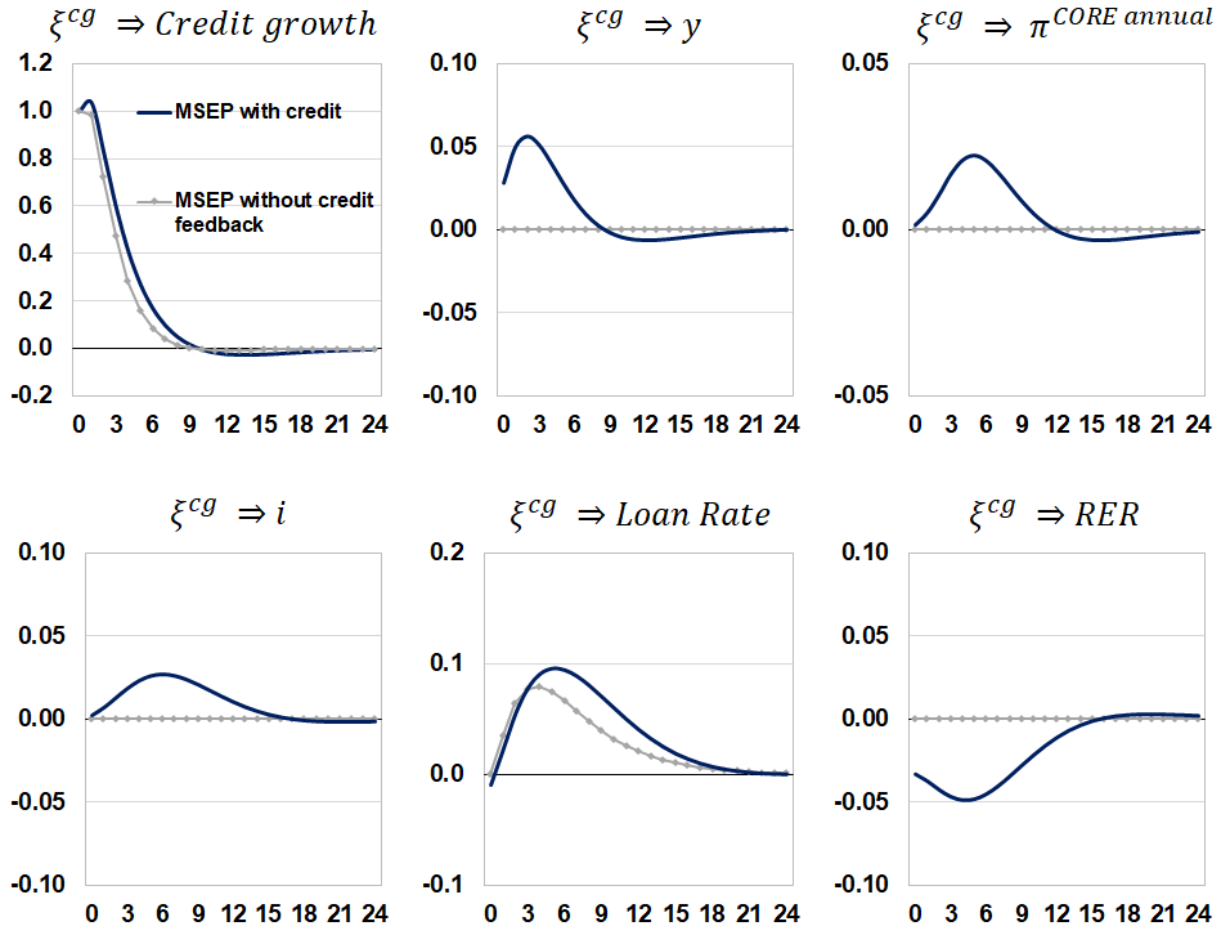 ξ^cg ⇒ Credit growth
1.2
1.0
0.8
0.6
0.4
0.2
0.0
-0.2
MSEP with credit
MSEP without credit
feedback
0 3 6 9 12 15 18 21 24
ξ^cg ⇒ y
0.10
0.05
0.00
-0.05
-0.10
0 3 6 9 12 15 18 21 24
ξ^cg ⇒ π^CORE annual
0.05
0.00
-0.05
0 3 6 9 12 15 18 21 24
ξ^cg ⇒ i
0.10
0.05
0.00
-0.05
-0.10
0 3 6 9 12 15 18 21 24
ξ^cg ⇒ Loan Rate
0.2
0.1
0.0
-0.1
0 3 6 9 12 15 18 21 24
ξ^cg ⇒ RER
0.10
0.05
0.00
-0.05
-0.10
0 3 6 9 12 15 18 21 24